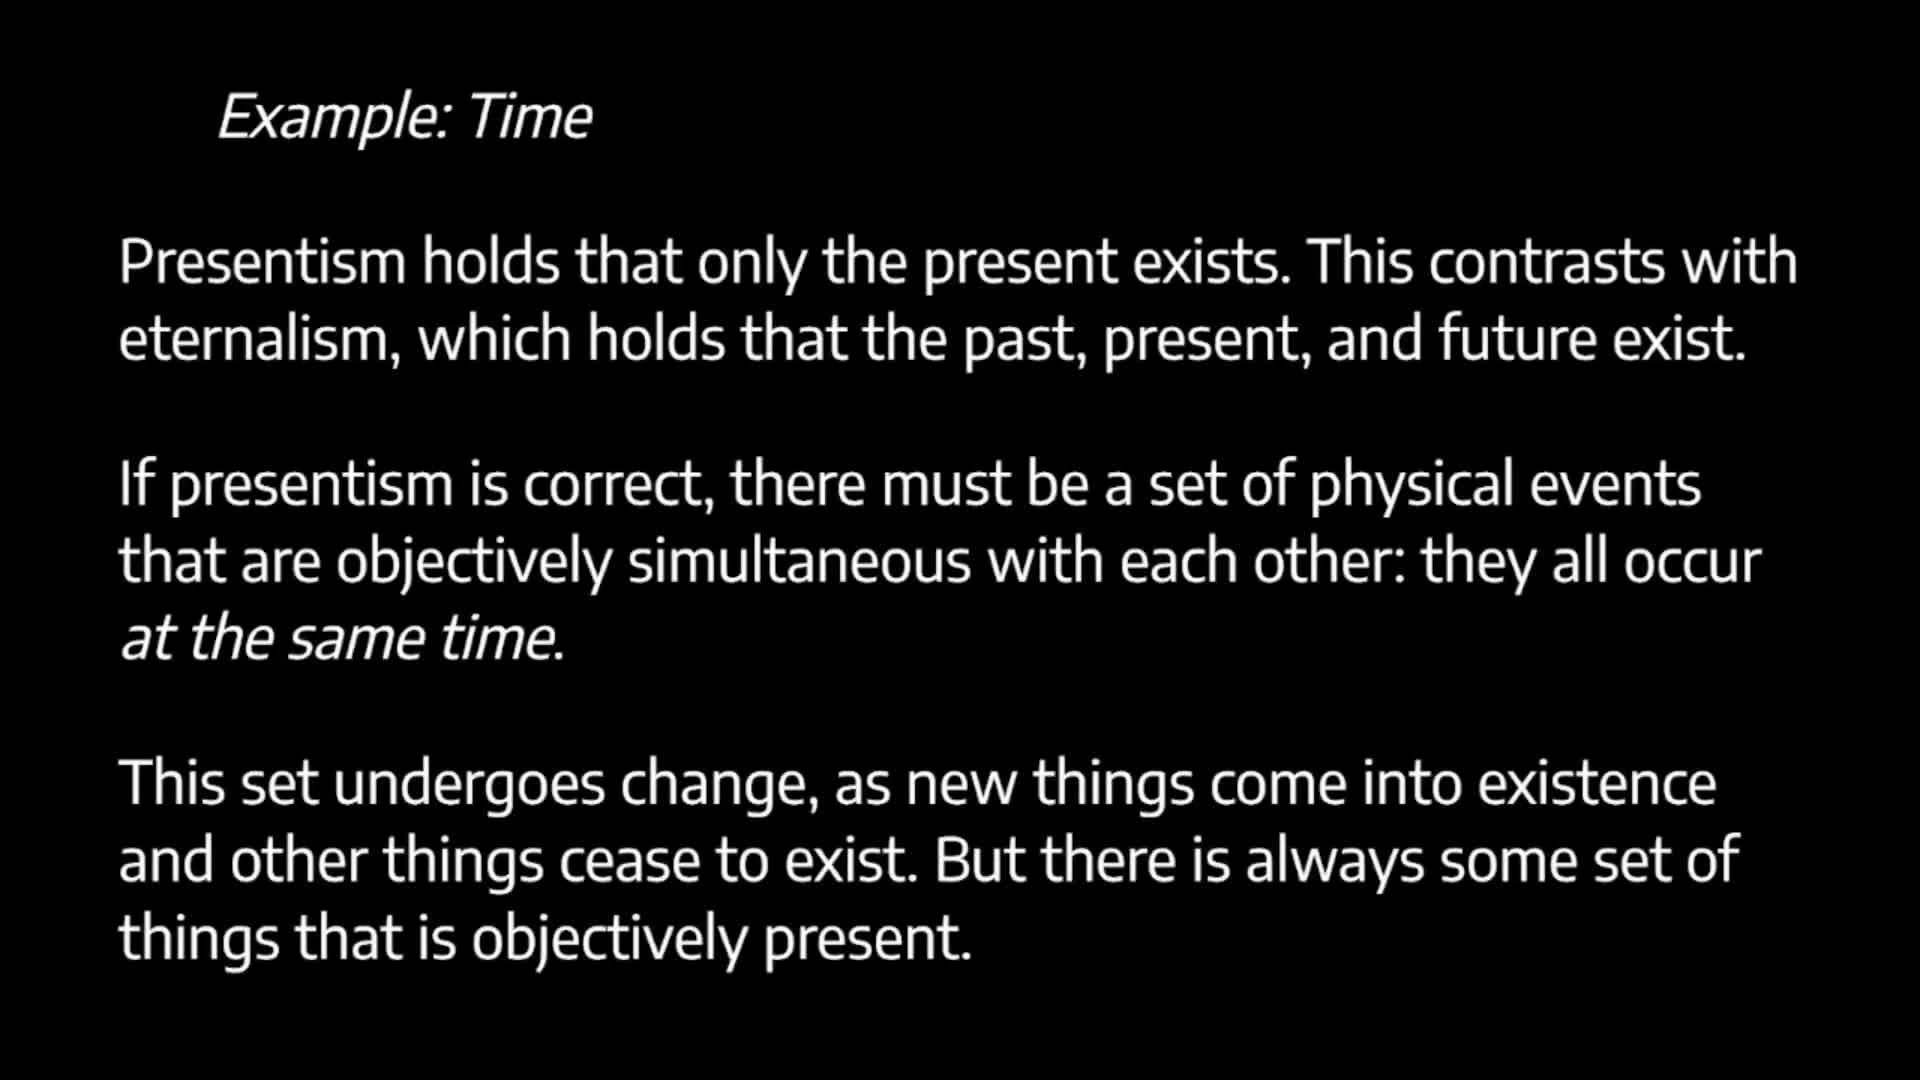 Example: Time
Presentism holds that only the present exists. This contrasts with
eternalism, which holds that the past, present, and future exist.
If presentism is correct, there must be a set of physical events
that are objectively simultaneous with each other: they all occur
at the same time.
This set undergoes change, as new things come into existence
and other things cease to exist. But there is always some set of
things that is objectively present.